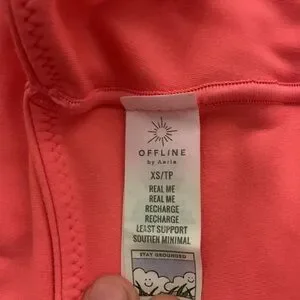 OFFLINE
by Aerie
XS/TP
REAL ME
REAL ME
RECHARGE
RECHARGE
LEAST SUPPORT
SOUTIEN MINIMAL
STAY GROUNDED